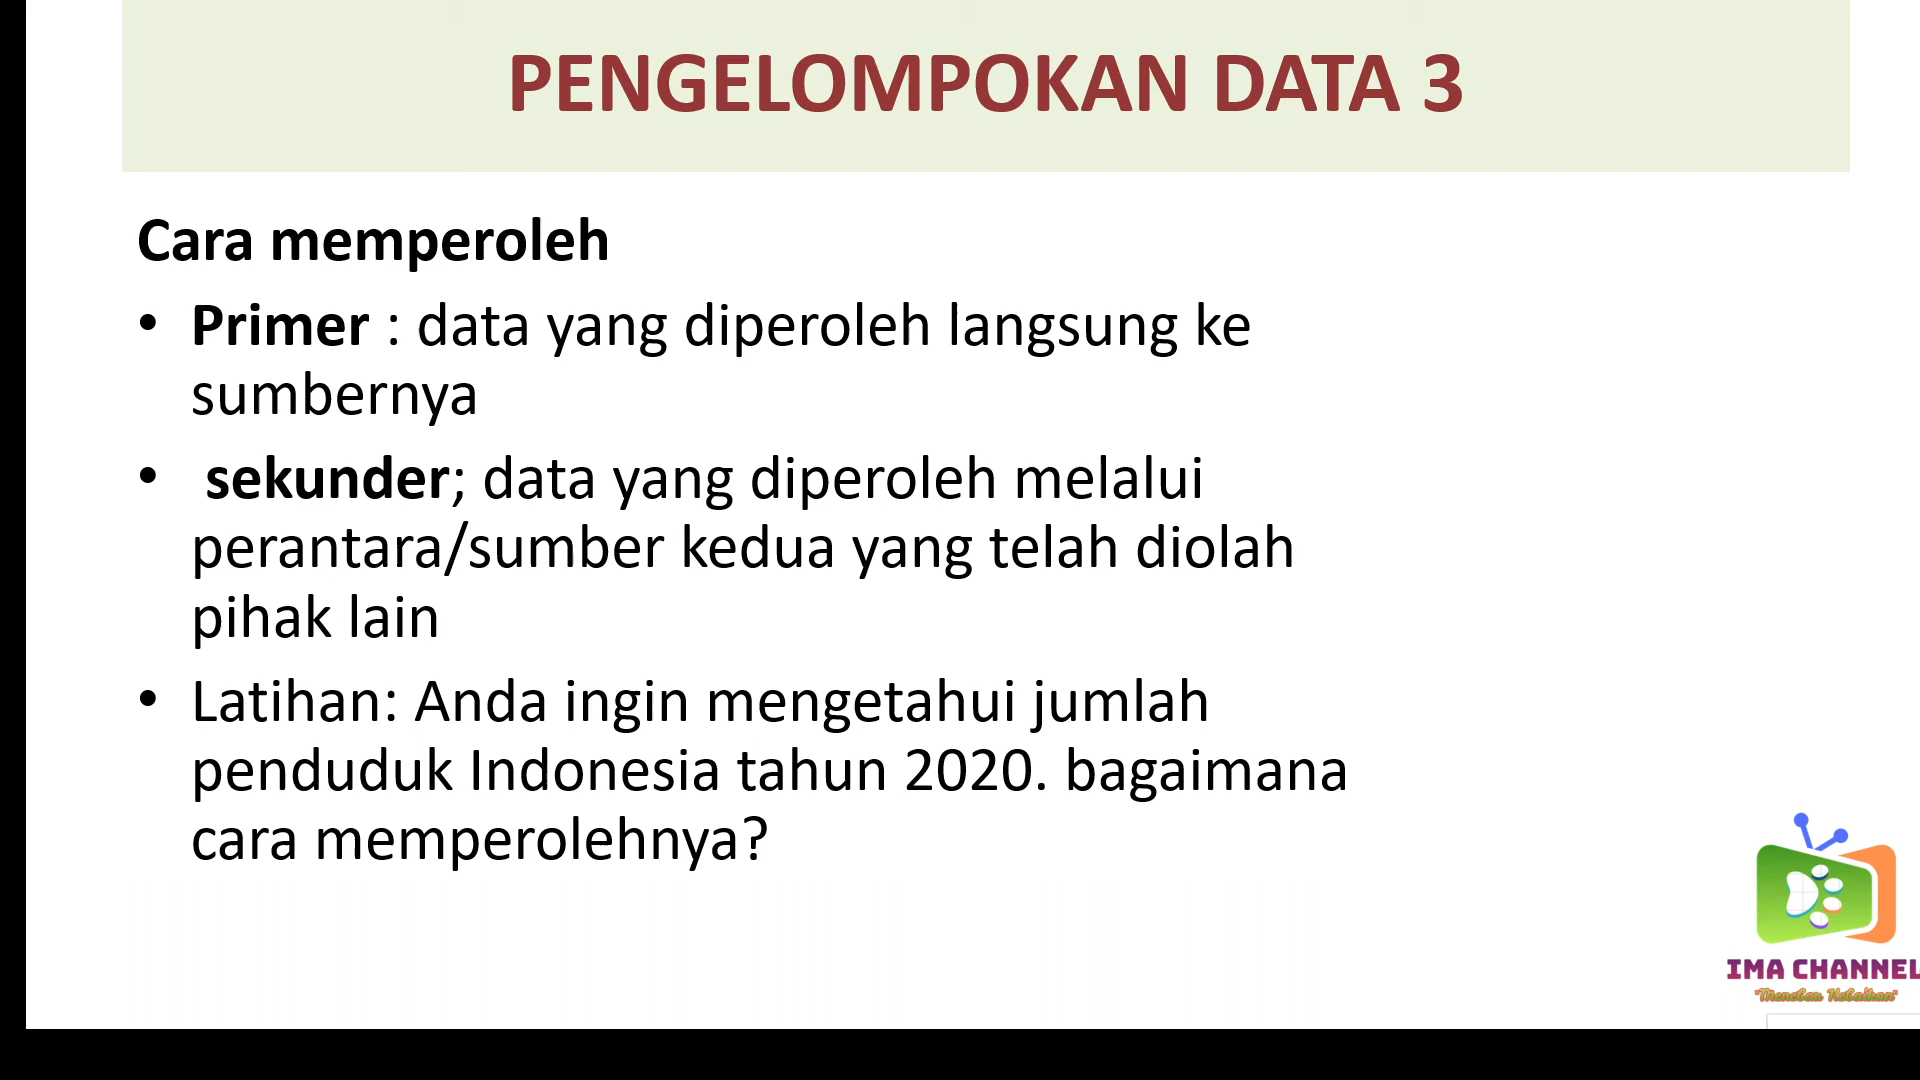 PENGELOMPOKAN DATA 3
Cara memperoleh
• Primer : data yang diperoleh langsung ke
sumbernya
• sekunder; data yang diperoleh melalui
perantara/sumber kedua yang telah diolah
pihak lain
• Latihan: Anda ingin mengetahui jumlah
penduduk Indonesia tahun 2020. bagaimana
cara memperolehnya?
IMA CHANNEL
"Menebar Kebaikan"